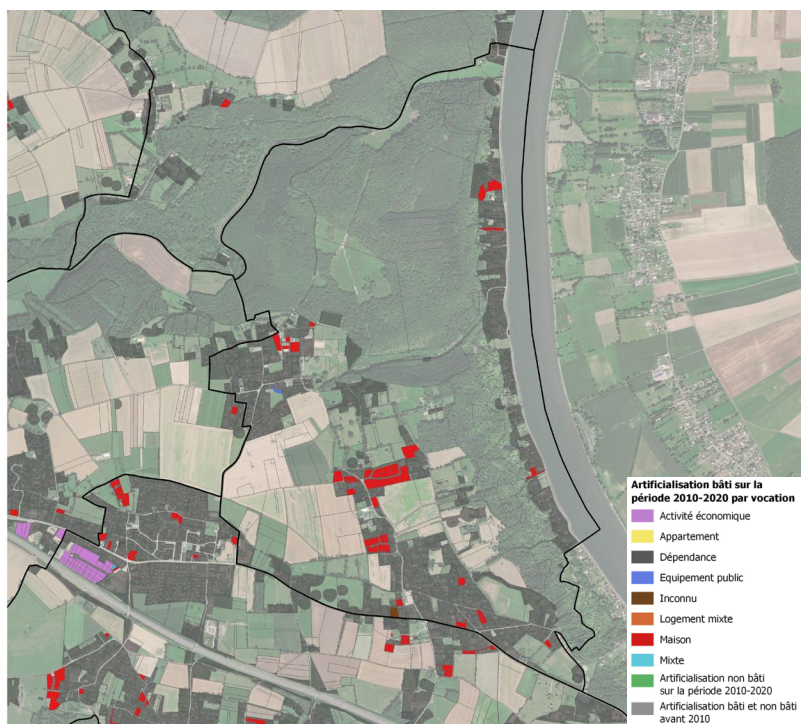 Artificialisation bâti sur la
période 2010-2020 par vocation
Activité économique
Appartement
Dépendance
Equipement public
Inconnu
Logement mixte
Maison
Mixte
Artificialisation non bâti
sur la période 2010-2020
Artificialisation bâti et non bâti
avant 2010